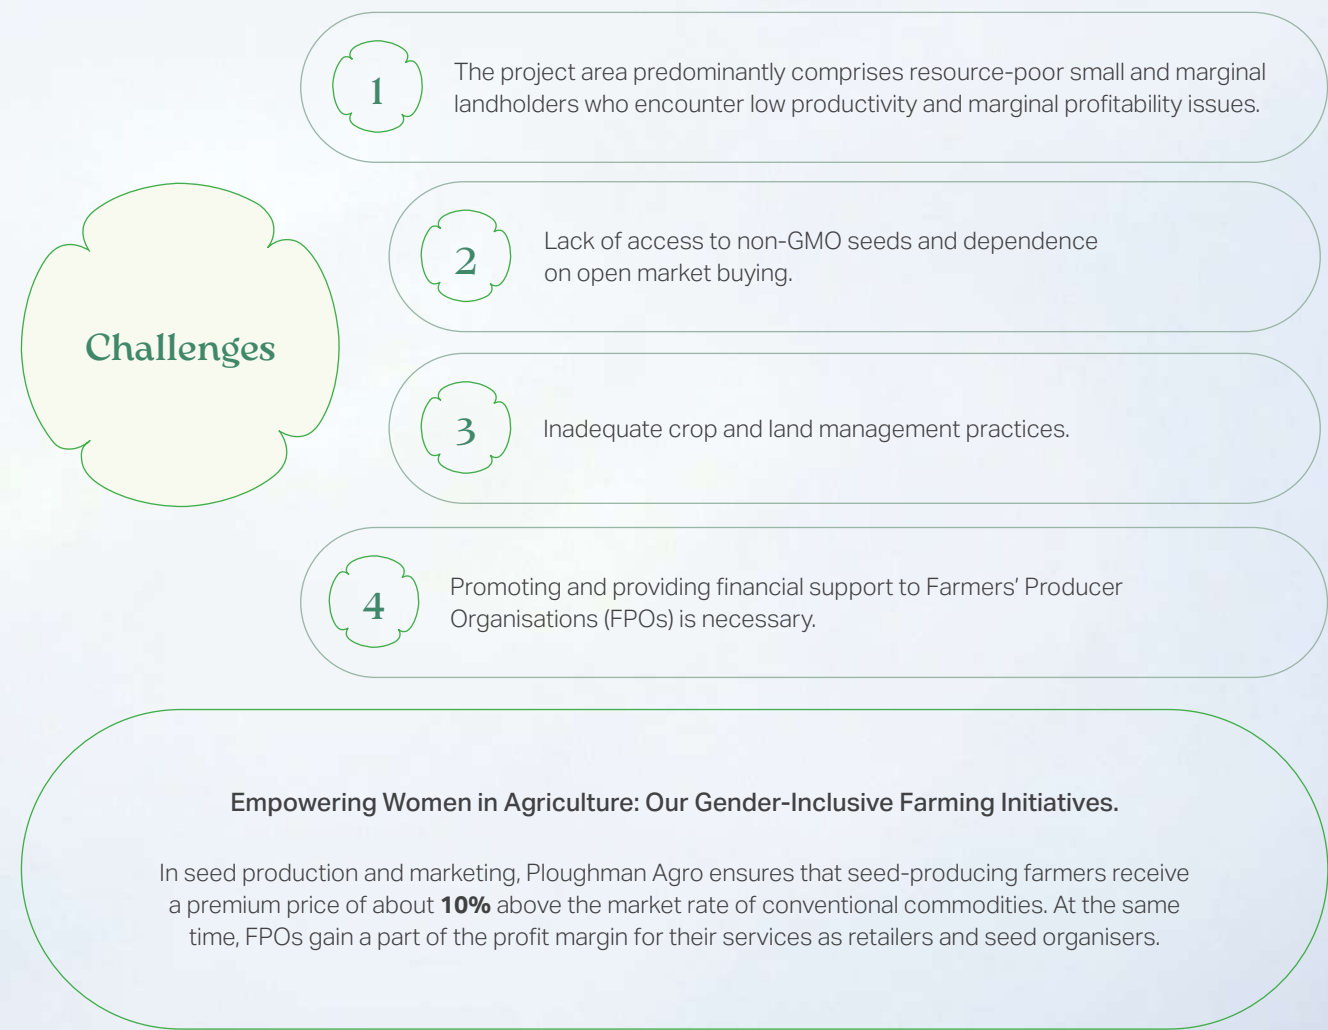 Challenges
1
The project area predominantly comprises resource-poor small and marginal
landholders who encounter low productivity and marginal profitability issues.
2
Lack of access to non-GMO seeds and dependence
on open market buying.
3
Inadequate crop and land management practices.
4
Promoting and providing financial support to Farmers’ Producer
Organisations (FPOs) is necessary.
Empowering Women in Agriculture: Our Gender-Inclusive Farming Initiatives.
In seed production and marketing, Ploughman Agro ensures that seed-producing farmers receive
a premium price of about 10% above the market rate of conventional commodities. At the same
time, FPOs gain a part of the profit margin for their services as retailers and seed organisers.